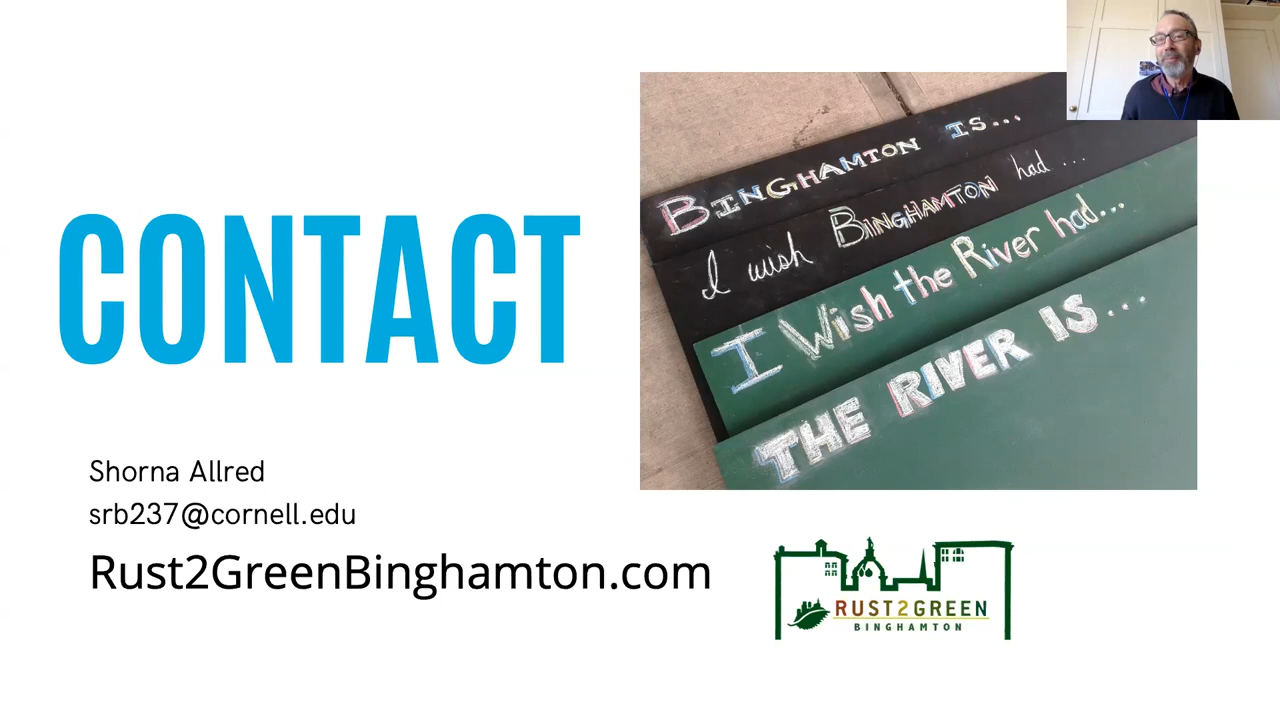 CONTACT
Shorna Allred
srb237@cornell.edu
Rust2GreenBinghamton.com
BINGHAMTON IS...
I wish BINGHAMTON had ...
I Wish the River had...
THE RIVER IS...
RUST2GREEN
BINGHAMTON